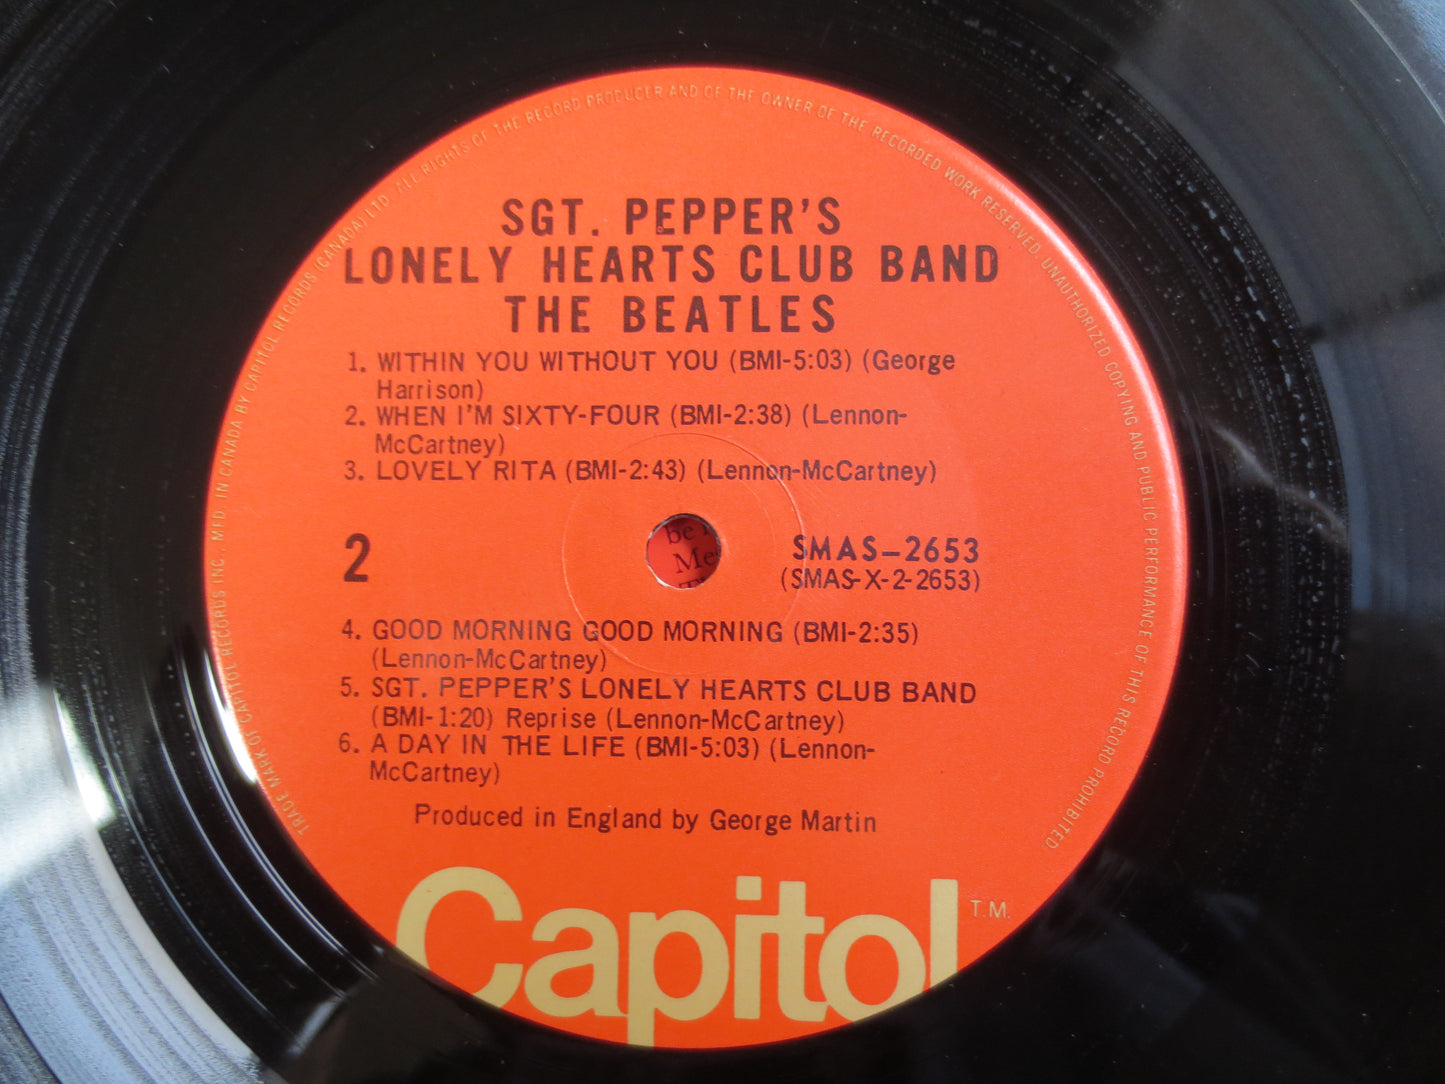 SGT. PEPPER'S
LONELY HEARTS CLUB BAND
THE BEATLES
1. WITHIN YOU WITHOUT YOU (BMI-5:03) (George
Harrison)
2. WHEN I'M SIXTY-FOUR (BMI-2:38) (Lennon-
McCartney)
3. LOVELY RITA (BMI-2:43) (Lennon-McCartney)
2
SMAS-2653
(SMAS-X-2-2653)
be
Me
4. GOOD MORNING GOOD MORNING (BMI-2:35)
(Lennon-McCartney)
5. SGT. PEPPER'S LONELY HEARTS CLUB BAND
(BMI-1:20) Reprise (Lennon-McCartney)
6. A DAY IN THE LIFE (BMI-5:03) (Lennon-
McCartney)
Produced in England by George Martin
Capitol T.M.
TRADE MARK OF CAPITOL RECORDS INC., MFD. IN CANADA BY CAPITOL RECORDS (CANADA) LTD. ALL RIGHTS OF THE RECORD PRODUCER AND OF THE OWNER OF THE RECORDED WORK RESERVED. UNAUTHORIZED COPYING AND PUBLIC PERFORMANCE OF THIS RECORD PROHIBITED.